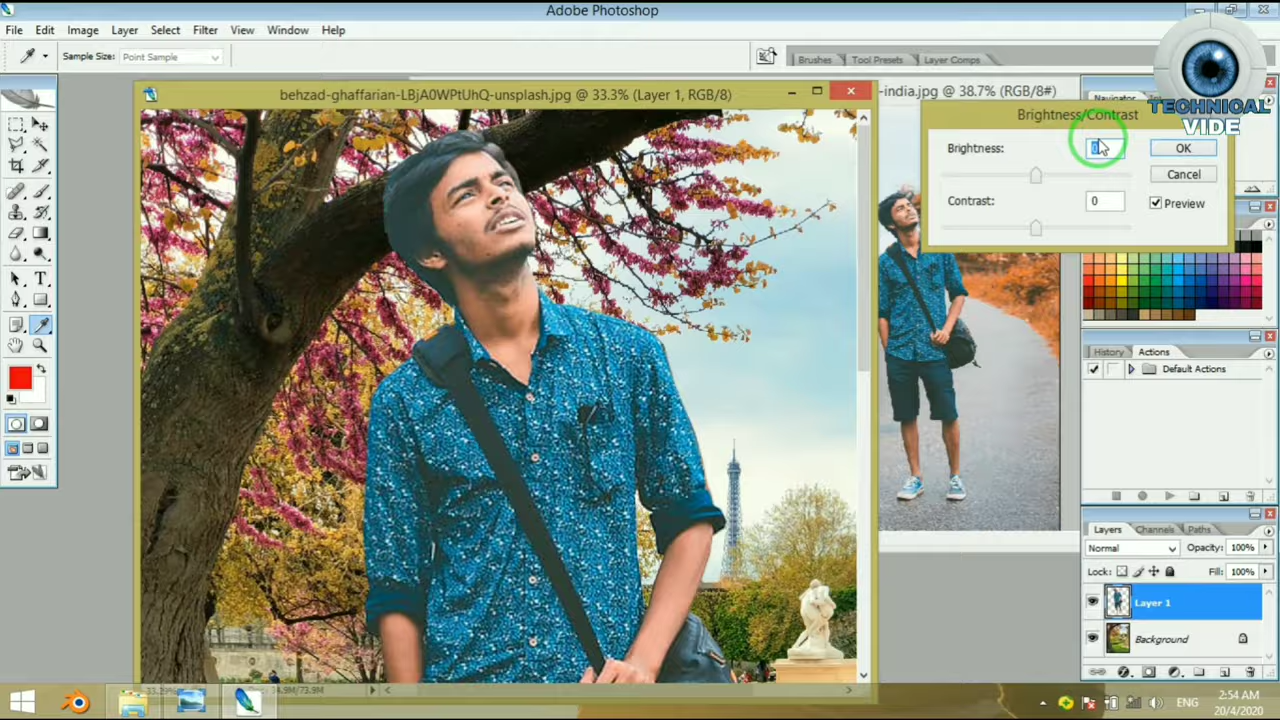 Adobe Photoshop
File Edit Image Layer Select Filter View Window Help
Sample Size: Point Sample
Brushes Tool Presets Layer Comps
TECHNICAL
VIDE
behzad-ghaffarian-LBjA0WPtUhQ-unsplash.jpg @ 33.3% (Layer 1, RGB/8)
-india.jpg @ 38.7% (RGB/8#)
Navigator
Brightness/Contrast
Brightness: 0 OK
Cancel
Contrast: 0 Preview
History Actions
Default Actions
Layers Channels Paths
Normal Opacity: 100%
Lock: Fill: 100%
Layer 1
Background
ENG 2:54 AM
20/4/2020